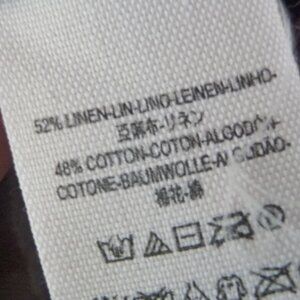 52% LINEN-LIN-LINO-LEINEN-LINHO-
亞麻布-リネン
48% COTTON-COTON-ALGODÓN-
COTONE-BAUMWOLLE-ALGODÃO-
棉花-綿